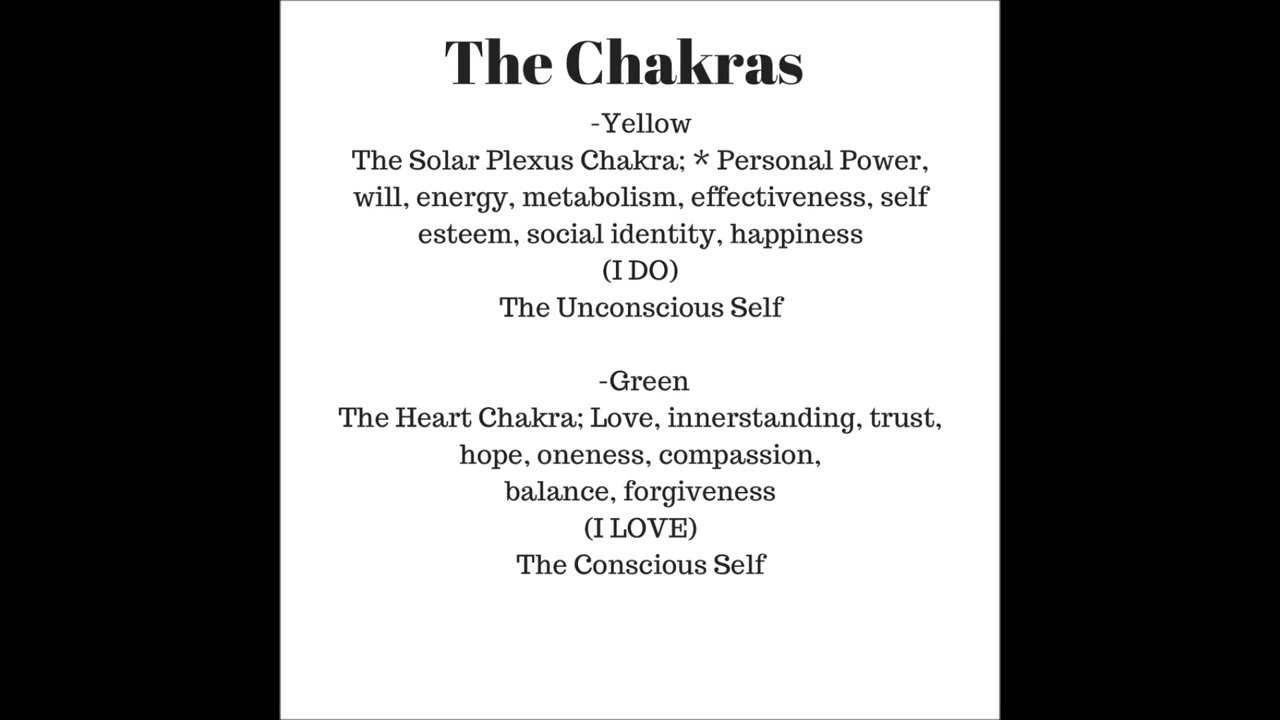 The Chakras
-Yellow
The Solar Plexus Chakra; * Personal Power,
will, energy, metabolism, effectiveness, self
esteem, social identity, happiness
(I DO)
The Unconscious Self
-Green
The Heart Chakra; Love, innerstanding, trust,
hope, oneness, compassion,
balance, forgiveness
(I LOVE)
The Conscious Self